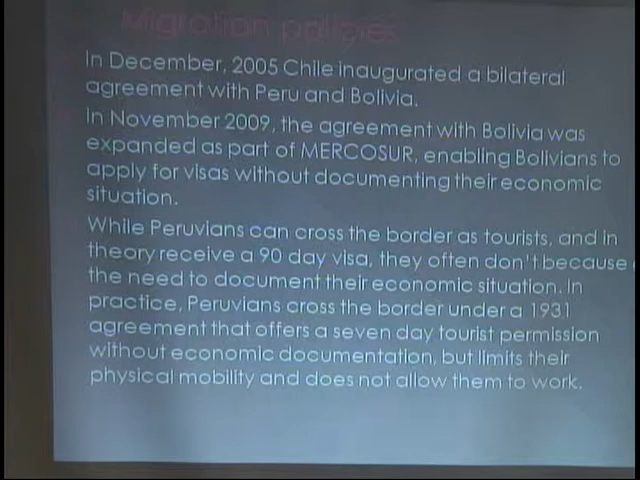 Migration policies
In December, 2005 Chile inaugurated a bilateral
agreement with Peru and Bolivia.
In November 2009, the agreement with Bolivia was
expanded as part of MERCOSUR, enabling Bolivians to
apply for visas without documenting their economic
situation.
While Peruvians can cross the border as tourists, and in
theory receive a 90 day visa, they often don't because
the need to document their economic situation. In
practice, Peruvians cross the border under a 1931
agreement that offers a seven day tourist permission
without economic documentation, but limits their
physical mobility and does not allow them to work.